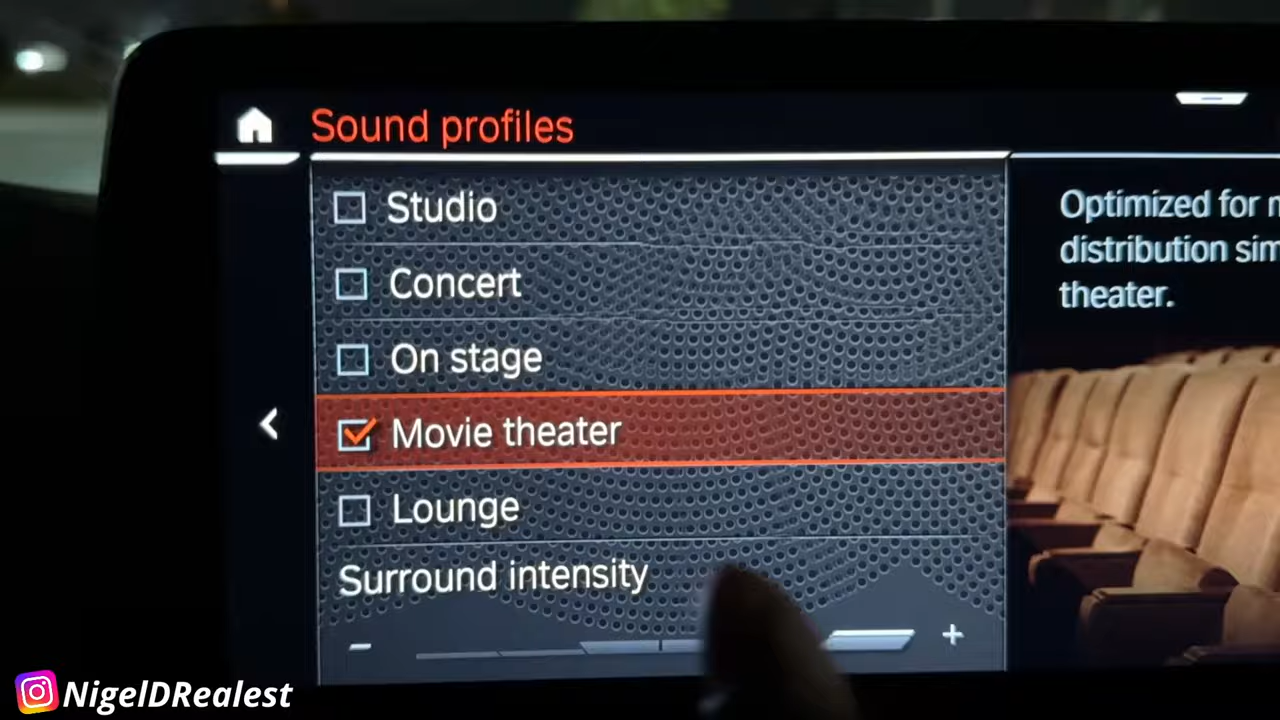 Sound profiles
Studio
Concert
On stage
Movie theater
Lounge
Surround intensity
- +
Optimized for
distribution
theater.
NigelDRealest